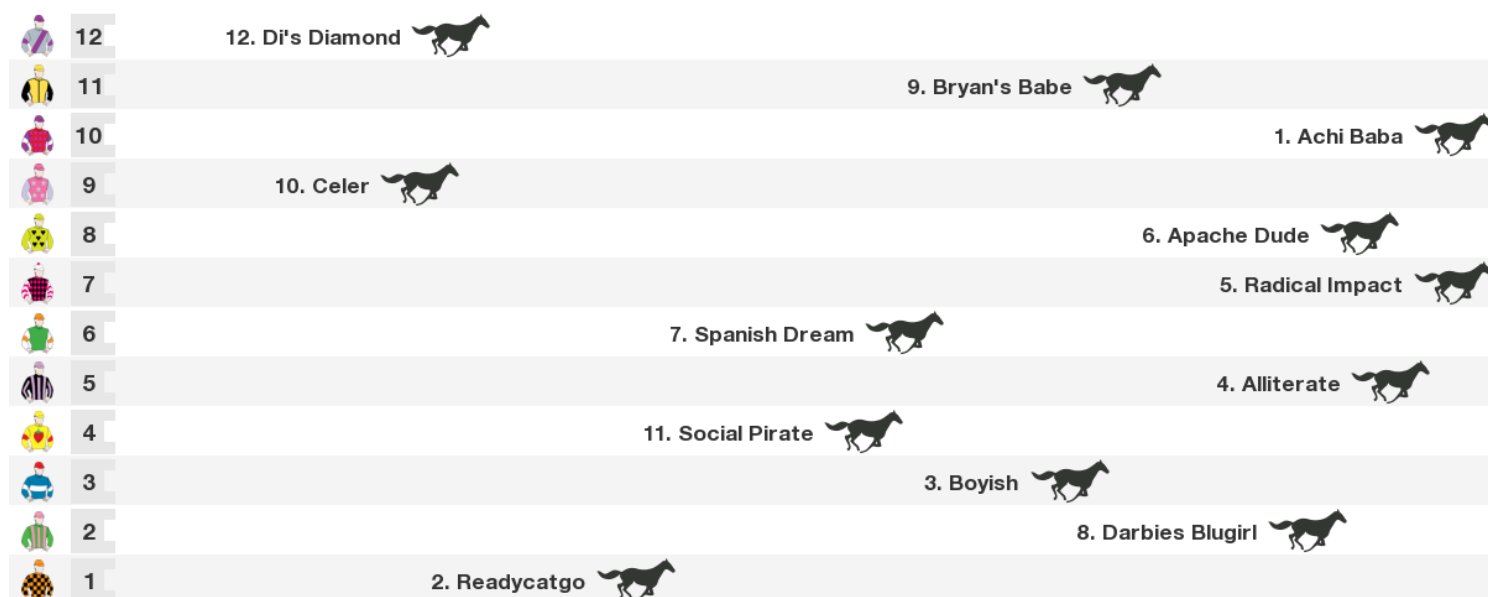 12 12. Di's Diamond
11 9. Bryan's Babe
10 1. Achi Baba
9 10. Celer
8 6. Apache Dude
7 5. Radical Impact
6 7. Spanish Dream
5 4. Alliterate
4 11. Social Pirate
3 3. Boyish
2 8. Darbies Blugirl
1 2. Readycatgo